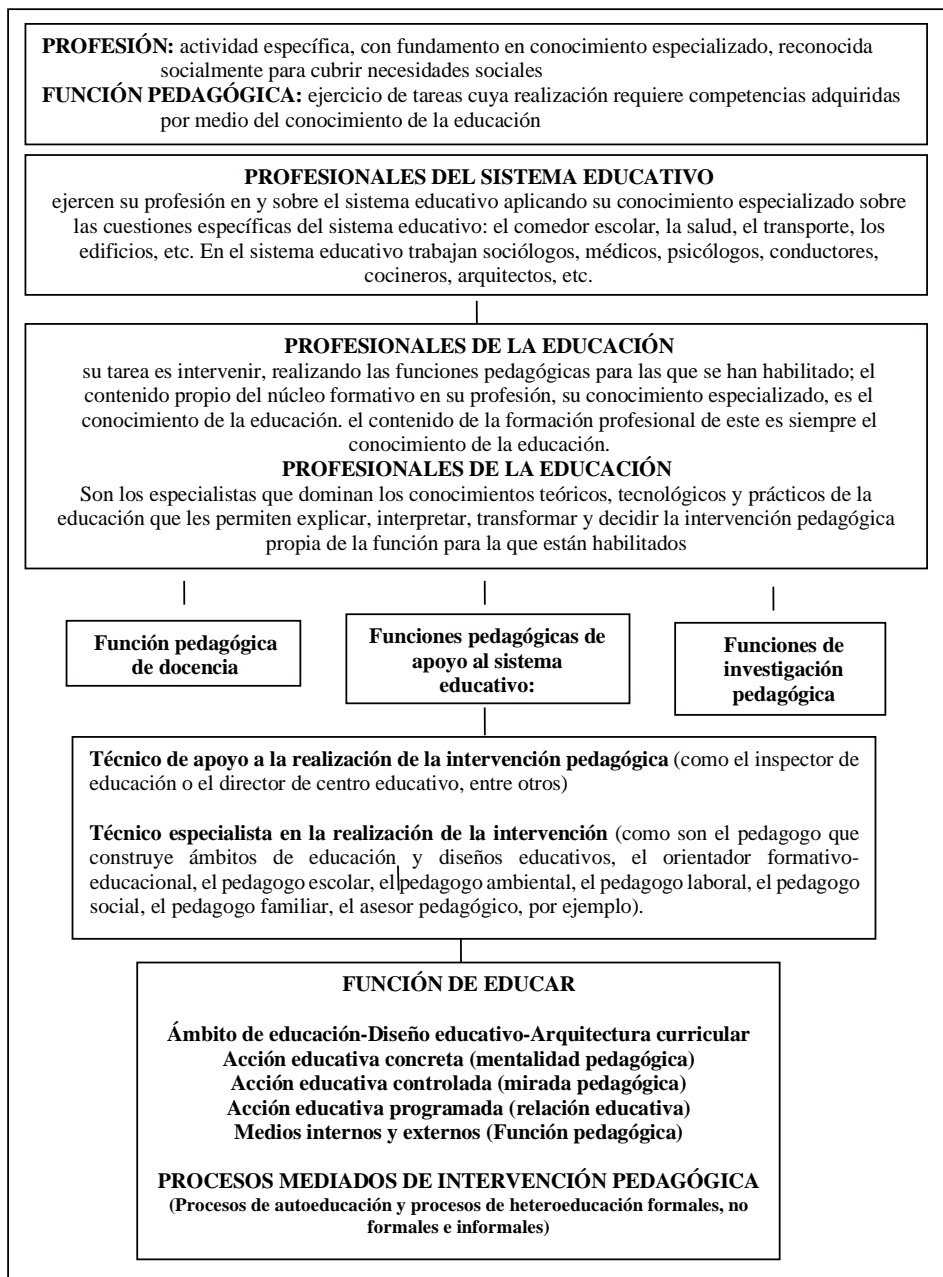 PROFESIÓN: actividad específica, con fundamento en conocimiento especializado, reconocida
socialmente para cubrir necesidades sociales
FUNCIÓN PEDAGÓGICA: ejercicio de tareas cuya realización requiere competencias adquiridas
por medio del conocimiento de la educación
PROFESIONALES DEL SISTEMA EDUCATIVO
ejercen su profesión en y sobre el sistema educativo aplicando su conocimiento especializado sobre
las cuestiones específicas del sistema educativo: el comedor escolar, la salud, el transporte, los
edificios, etc. En el sistema educativo trabajan sociólogos, médicos, psicólogos, conductores,
cocineros, arquitectos, etc.
PROFESIONALES DE LA EDUCACIÓN
su tarea es intervenir, realizando las funciones pedagógicas para las que se han habilitado; el
contenido propio del núcleo formativo en su profesión, su conocimiento especializado, es el
conocimiento de la educación. el contenido de la formación profesional de este es siempre el
conocimiento de la educación.
PROFESIONALES DE LA EDUCACIÓN
Son los especialistas que dominan los conocimientos teóricos, tecnológicos y prácticos de la
educación que les permiten explicar, interpretar, transformar y decidir la intervención pedagógica
propia de la función para la que están habilitados
Función pedagógica
de docencia
Funciones pedagógicas de
apoyo al sistema
educativo:
Funciones de
investigación
pedagógica
Técnico de apoyo a la realización de la intervención pedagógica (como el inspector de
educación o el director de centro educativo, entre otros)
Técnico especialista en la realización de la intervención (como son el pedagogo que
construye ámbitos de educación y diseños educativos, el orientador formativo-
educacional, el pedagogo escolar, el pedagogo ambiental, el pedagogo laboral, el pedagogo
social, el pedagogo familiar, el asesor pedagógico, por ejemplo).
FUNCIÓN DE EDUCAR
Ámbito de educación-Diseño educativo-Arquitectura curricular
Acción educativa concreta (mentalidad pedagógica)
Acción educativa controlada (mirada pedagógica)
Acción educativa programada (relación educativa)
Medios internos y externos (Función pedagógica)
PROCESOS MEDIADOS DE INTERVENCIÓN PEDAGÓGICA
(Procesos de autoeducación y procesos de heteroeducación formales, no
formales e informales)